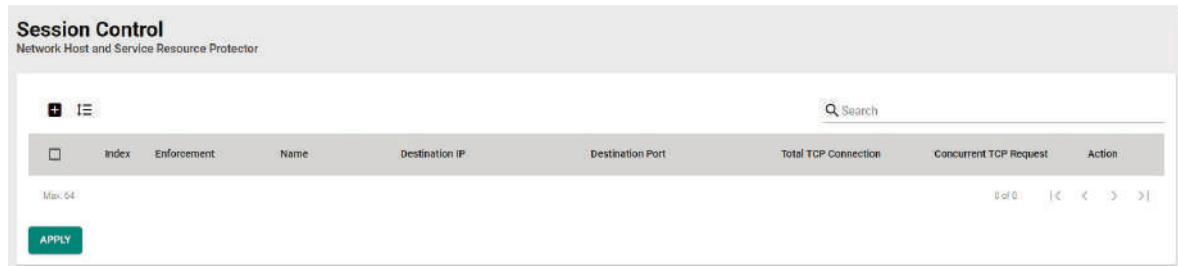 Session Control
Network Host and Service Resource Protector
Search
Index Enforcement Name Destination IP Destination Port Total TCP Connection Concurrent TCP Request Action
Max. 64 0 of 0
APPLY